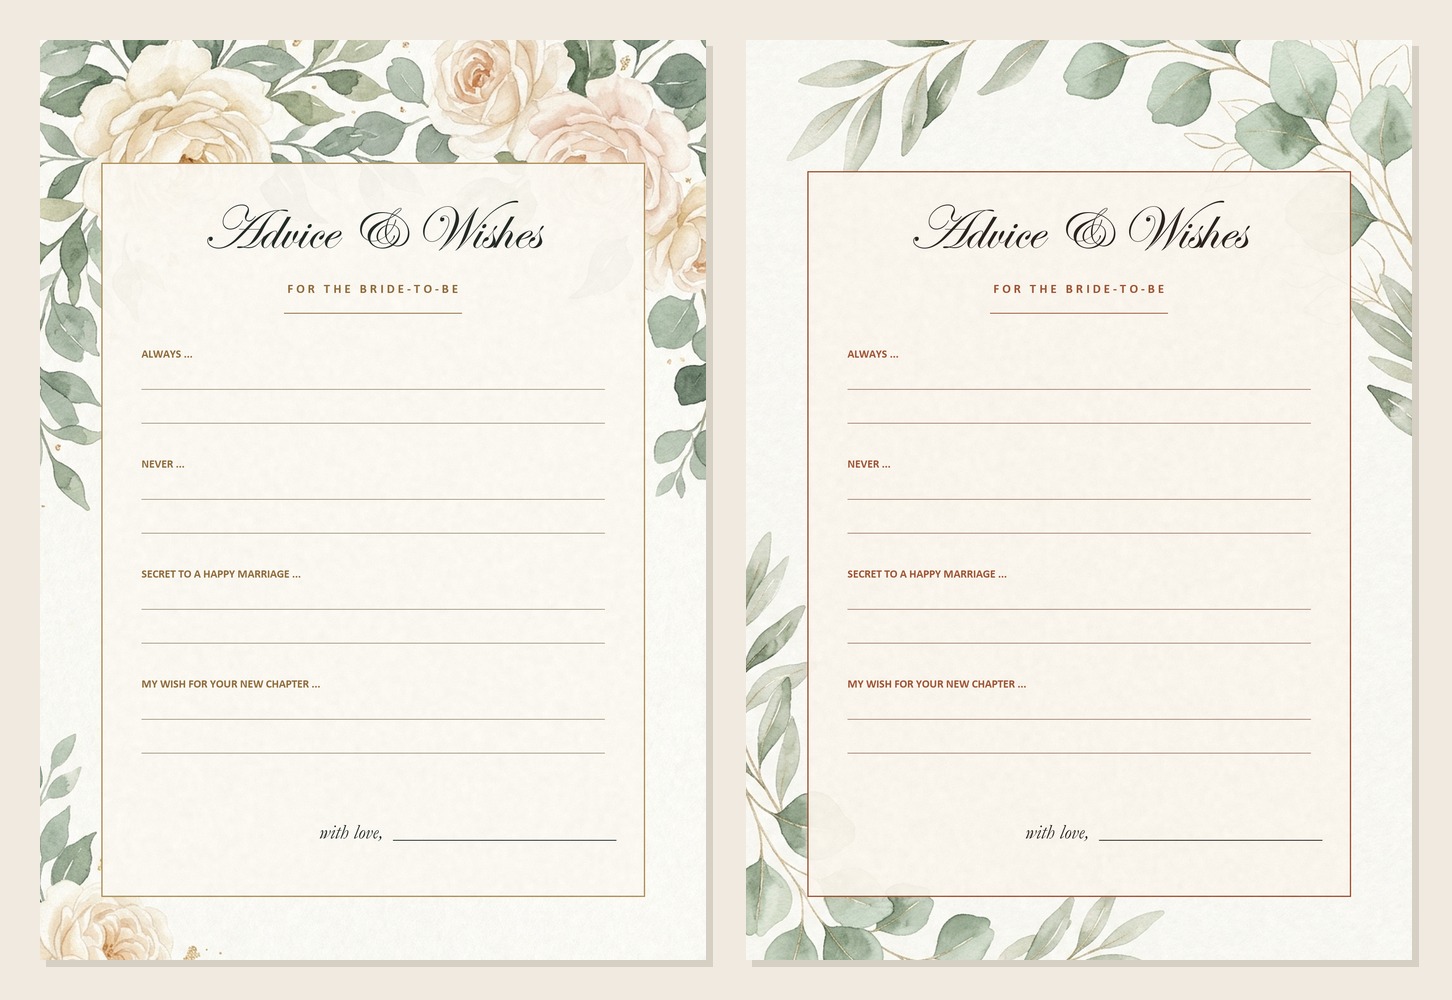 Advice & Wishes
FOR THE BRIDE-TO-BE
ALWAYS ...
NEVER ...
SECRET TO A HAPPY MARRIAGE ...
MY WISH FOR YOUR NEW CHAPTER ...
with love,
Advice & Wishes
FOR THE BRIDE-TO-BE
ALWAYS ...
NEVER ...
SECRET TO A HAPPY MARRIAGE ...
MY WISH FOR YOUR NEW CHAPTER ...
with love,